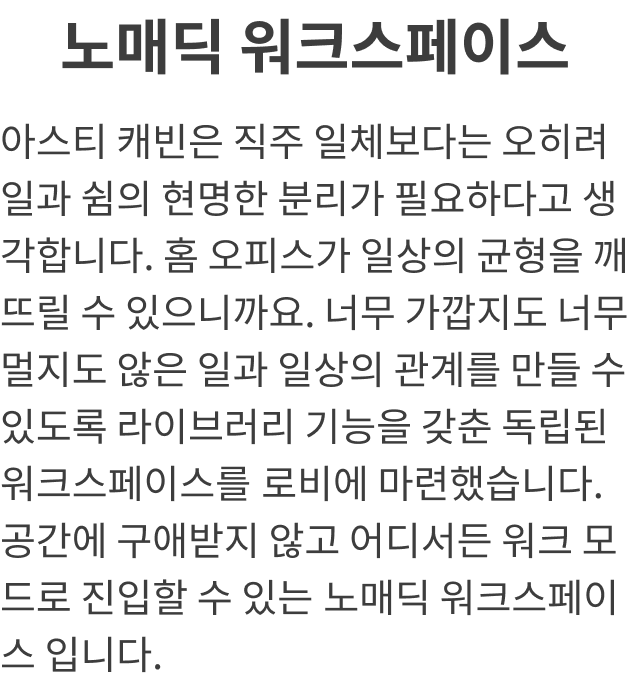 노매딕 워크스페이스
아스티 캐빈은 직주 일체보다는 오히려
일과 쉼의 현명한 분리가 필요하다고 생
각합니다. 홈 오피스가 일상의 균형을 깨
뜨릴 수 있으니까요. 너무 가깝지도 너무
멀지도 않은 일과 일상의 관계를 만들 수
있도록 라이브러리 기능을 갖춘 독립된
워크스페이스를 로비에 마련했습니다.
공간에 구애받지 않고 어디서든 워크 모
드로 진입할 수 있는 노매딕 워크스페이
스 입니다.